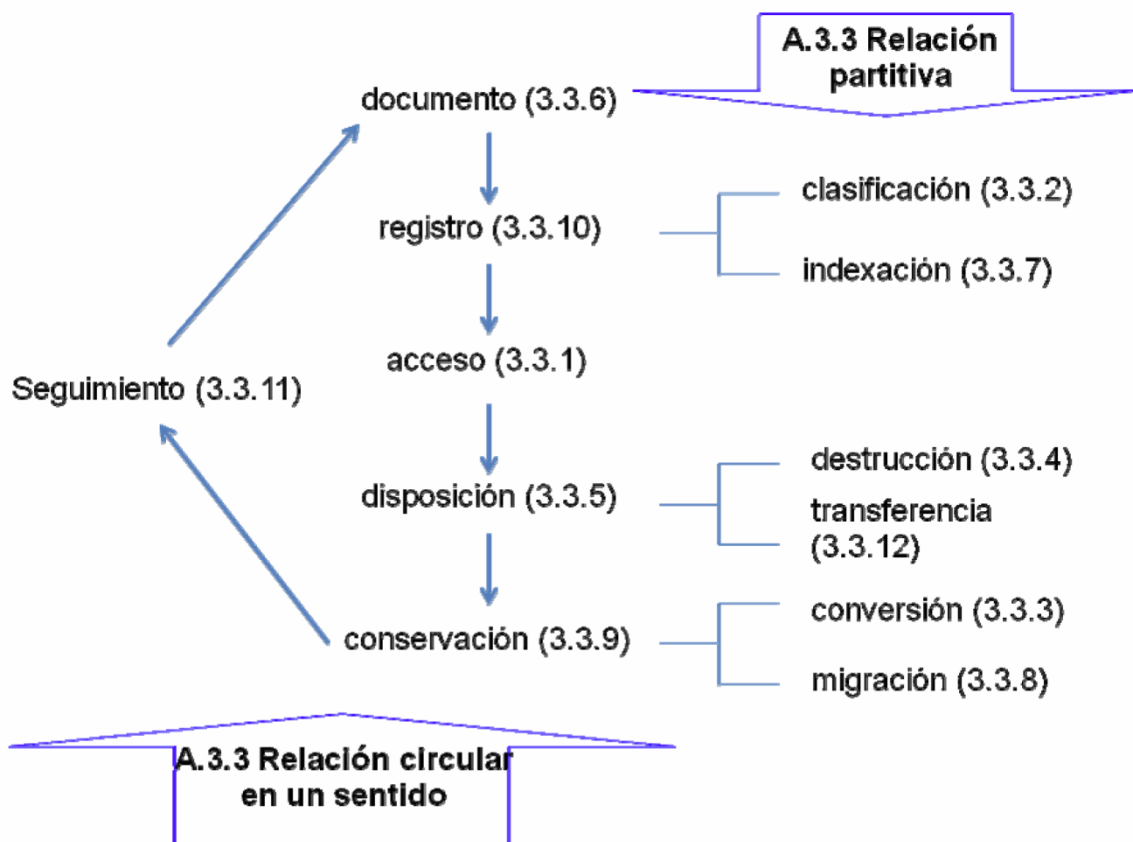 A.3.3 Relación
partitiva
documento (3.3.6)
clasificación (3.3.2)
registro (3.3.10)
indexación (3.3.7)
acceso (3.3.1)
Seguimiento (3.3.11)
destrucción (3.3.4)
disposición (3.3.5)
transferencia
(3.3.12)
conversión (3.3.3)
conservación (3.3.9)
migración (3.3.8)
A.3.3 Relación circular
en un sentido